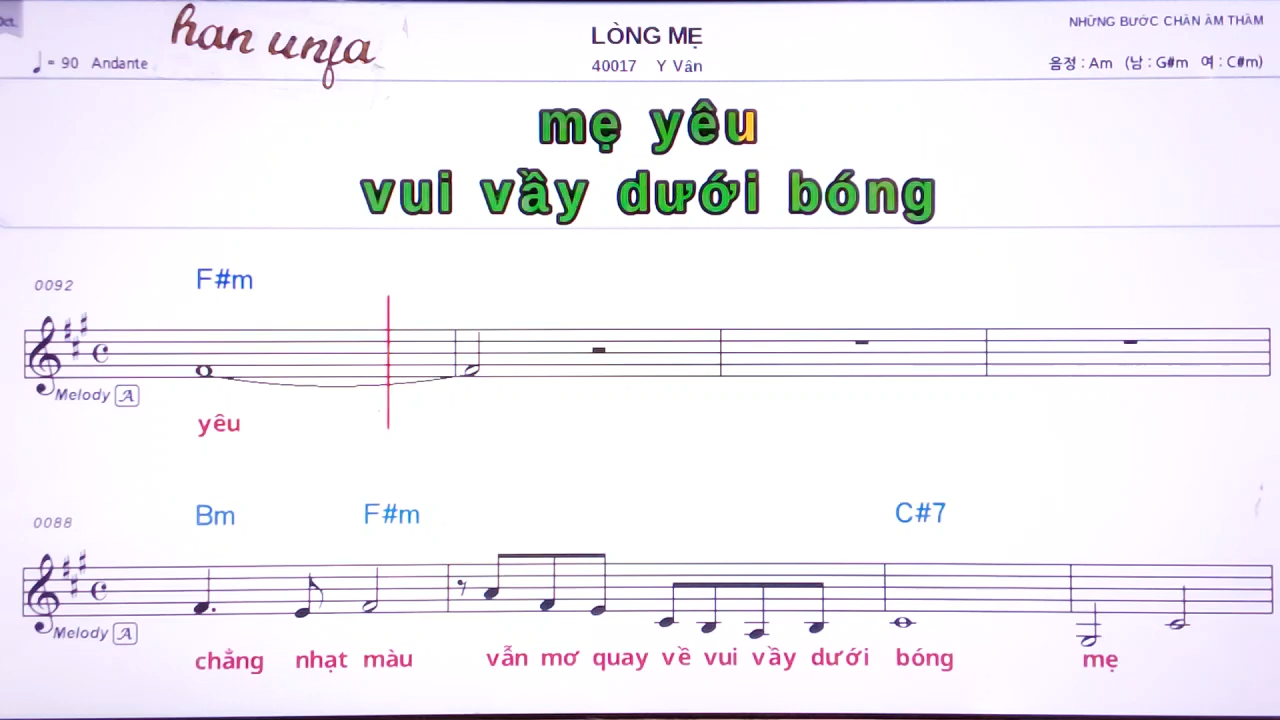 Oct.
han unfa
LÒNG MẸ
NHỮNG BƯỚC CHÂN ÂM THẦM
♩ = 90 Andante
40017 Y Vân
음정 : Am (남 : G#m 여 : C#m)
mẹ yêu
vui vầy dưới bóng
0092
F#m
Melody A
yêu
0088
Bm F#m C#7
Melody A
chẳng nhạt màu vẫn mơ quay về vui vầy dưới bóng mẹ